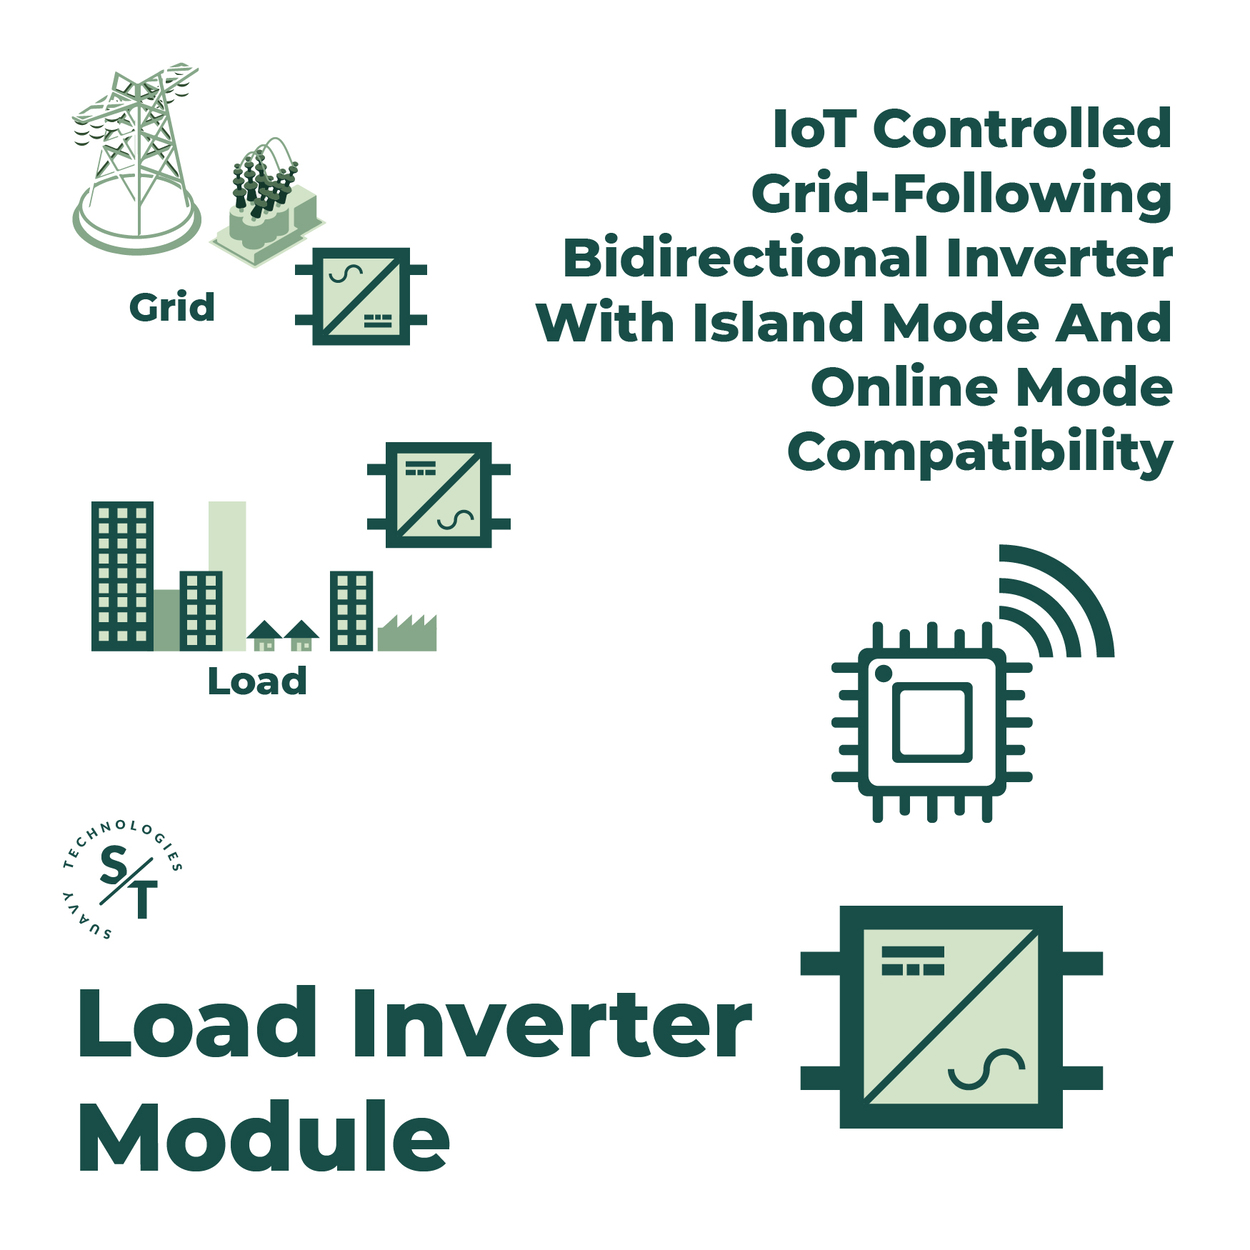 IoT Controlled
Grid-Following
Bidirectional Inverter
With Island Mode And
Online Mode
Compatibility
Grid
Load
SUAVY TECHNOLOGIES
S/T
Load Inverter
Module